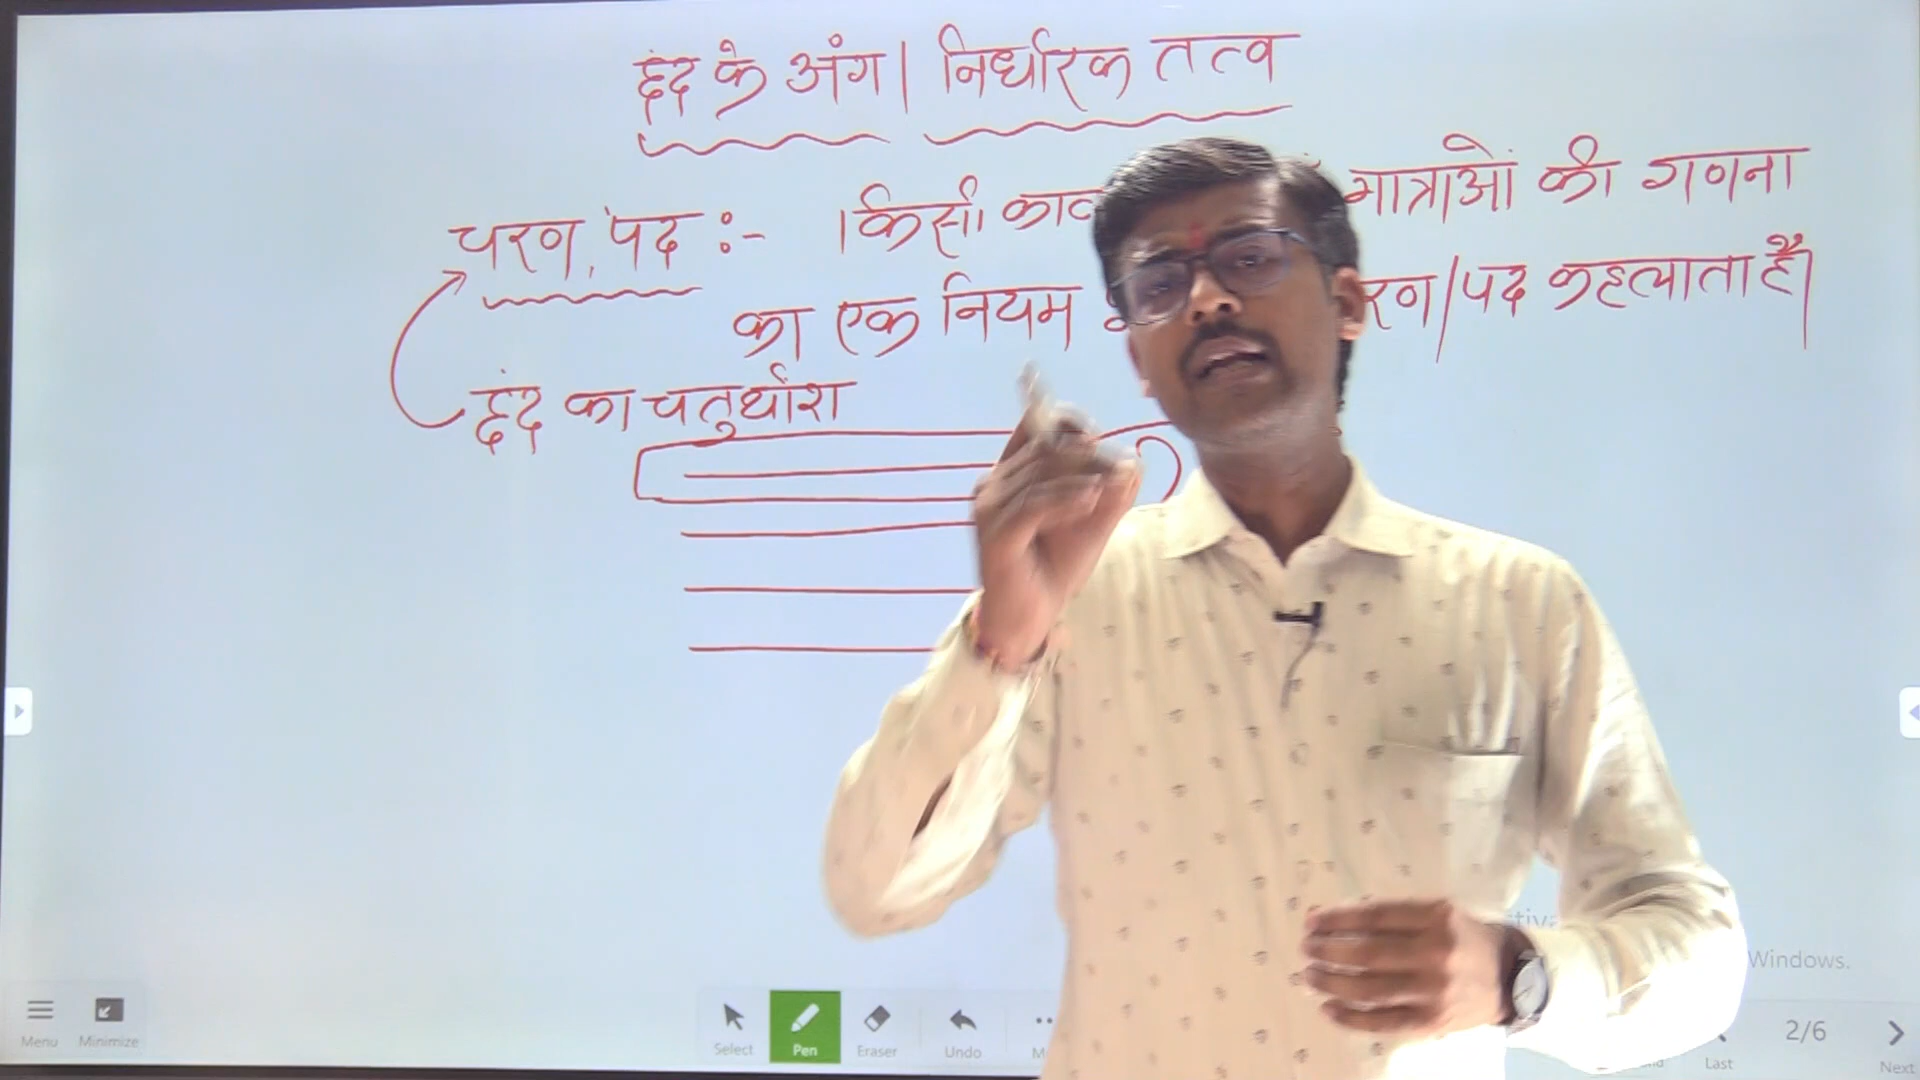 छंद के अंग| निर्धारक तत्व
चरण, पद :- किसी मात्राओं की गणना
का एक नियम पद कहलाता है|
छंद का चतुर्थांश
Windows.
Menu Minimize Select Pen Eraser Undo Last 2/6 Next